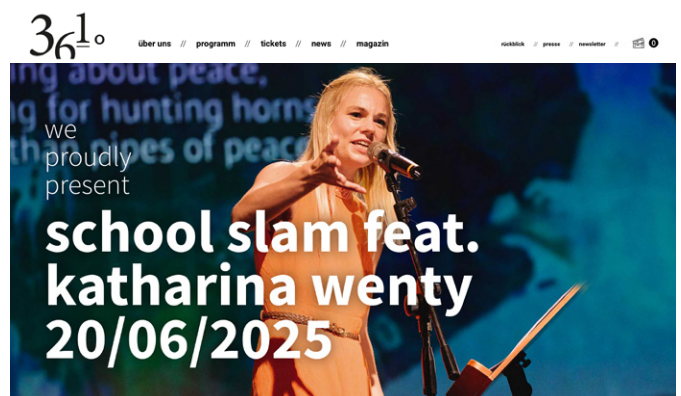 361°
über uns // programm // tickets // news // magazin
rückblick // presse // newsletter //
0
ng about peace,
g for hunting horns
than pipes of peace
we
proudly
present
school slam feat.
katharina wenty
20/06/2025